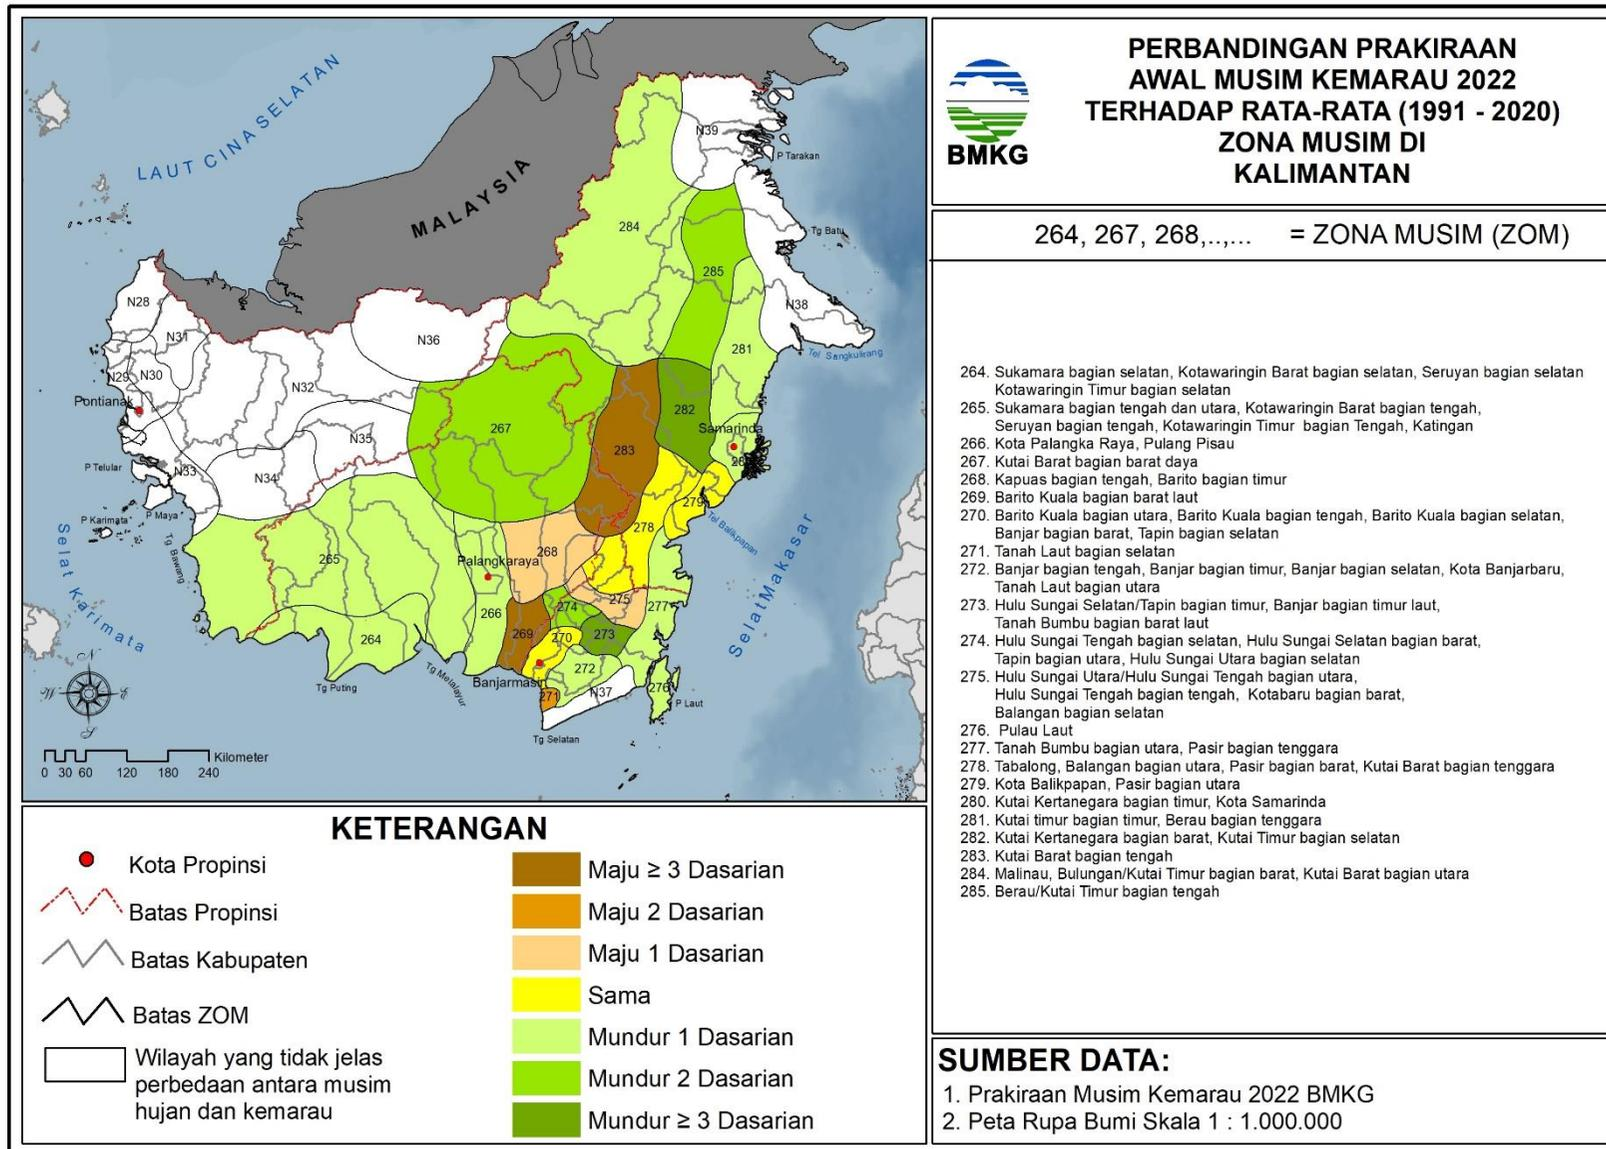 LAUT CINA SELATAN
MALAYSIA
N39
P Tarakan
284
Tg Batu
285
N28
N38
N31
N36
281
Tel Sangkulirang
N29
N30
N32
Pontianak
282
267
Samarinda
N35
283
P Telular
N33
N34
279
P Karimata
P Maya
278
Tel Balikpapan
Selat Karimata
Tg Bawang
265
268
Palangkaraya
Selat Makasar
275
277
274
266
269
270
273
264
272
Tg Puting
Tg Melalayur
Banjarmasin
271
N37
276
P Laut
Tg Selatan
N
W
E
S
Kilometer
0 30 60 120 180 240
KETERANGAN
Kota Propinsi
Batas Propinsi
Batas Kabupaten
Batas ZOM
Wilayah yang tidak jelas
perbedaan antara musim
hujan dan kemarau
Maju ≥ 3 Dasarian
Maju 2 Dasarian
Maju 1 Dasarian
Sama
Mundur 1 Dasarian
Mundur 2 Dasarian
Mundur ≥ 3 Dasarian
BMKG
PERBANDINGAN PRAKIRAAN
AWAL MUSIM KEMARAU 2022
TERHADAP RATA-RATA (1991 - 2020)
ZONA MUSIM DI
KALIMANTAN
264, 267, 268,..,... = ZONA MUSIM (ZOM)
264. Sukamara bagian selatan, Kotawaringin Barat bagian selatan, Seruyan bagian selatan
Kotawaringin Timur bagian selatan
265. Sukamara bagian tengah dan utara, Kotawaringin Barat bagian tengah,
Seruyan bagian tengah, Kotawaringin Timur bagian Tengah, Katingan
266. Kota Palangka Raya, Pulang Pisau
267. Kutai Barat bagian barat daya
268. Kapuas bagian tengah, Barito bagian timur
269. Barito Kuala bagian barat laut
270. Barito Kuala bagian utara, Barito Kuala bagian tengah, Barito Kuala bagian selatan,
Banjar bagian barat, Tapin bagian selatan
271. Tanah Laut bagian selatan
272. Banjar bagian tengah, Banjar bagian timur, Banjar bagian selatan, Kota Banjarbaru,
Tanah Laut bagian utara
273. Hulu Sungai Selatan/Tapin bagian timur, Banjar bagian timur laut,
Tanah Bumbu bagian barat laut
274. Hulu Sungai Tengah bagian selatan, Hulu Sungai Selatan bagian barat,
Tapin bagian utara, Hulu Sungai Utara bagian selatan
275. Hulu Sungai Utara/Hulu Sungai Tengah bagian utara,
Hulu Sungai Tengah bagian tengah, Kotabaru bagian barat,
Balangan bagian selatan
276. Pulau Laut
277. Tanah Bumbu bagian utara, Pasir bagian tenggara
278. Tabalong, Balangan bagian utara, Pasir bagian barat, Kutai Barat bagian tenggara
279. Kota Balikpapan, Pasir bagian utara
280. Kutai Kertanegara bagian timur, Kota Samarinda
281. Kutai timur bagian timur, Berau bagian tenggara
282. Kutai Kertanegara bagian barat, Kutai Timur bagian selatan
283. Kutai Barat bagian tengah
284. Malinau, Bulungan/Kutai Timur bagian barat, Kutai Barat bagian utara
285. Berau/Kutai Timur bagian tengah
SUMBER DATA:
1. Prakiraan Musim Kemarau 2022 BMKG
2. Peta Rupa Bumi Skala 1 : 1.000.000